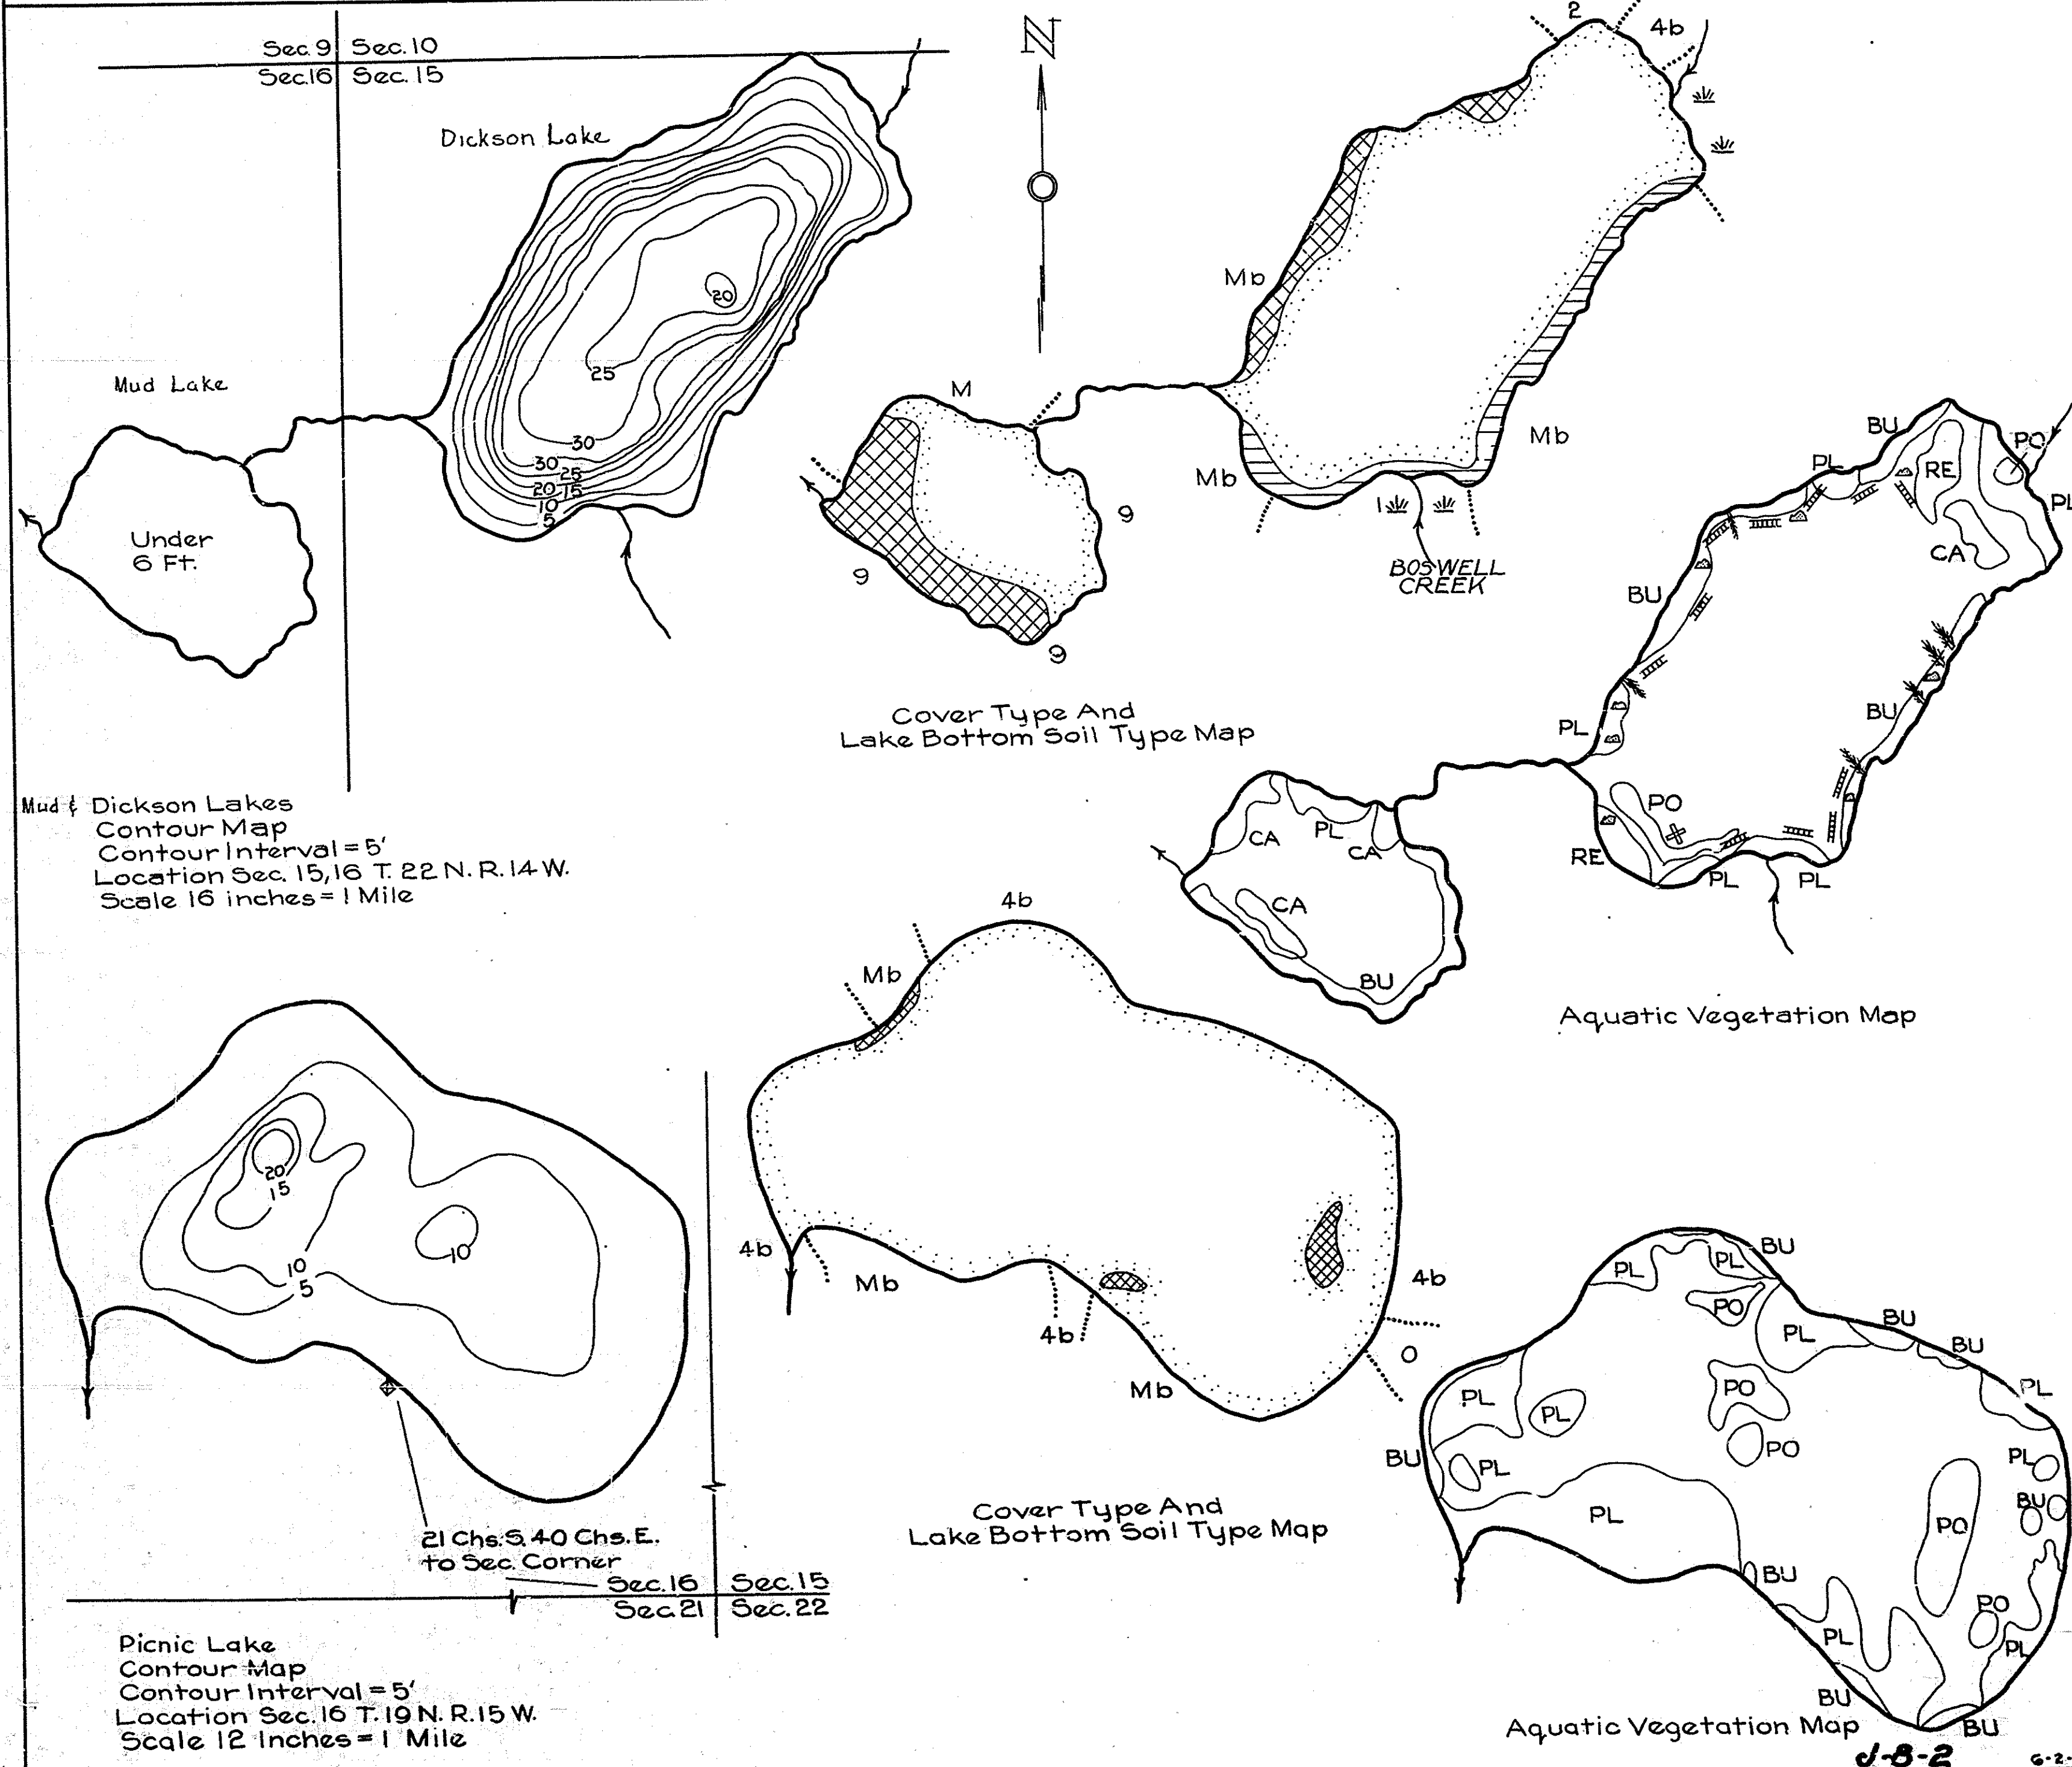 Sec. 9 Sec. 10
Sec. 16 Sec. 15
Dickson Lake
20
25
30
30
25
20 15
10
5
Mud Lake
Under
6 Ft.
Mud & Dickson Lakes
Contour Map
Contour Interval = 5'
Location Sec. 15,16 T. 22 N. R. 14 W.
Scale 16 inches = 1 Mile
N
2
4b
Mb
M
Mb
Mb
1
9
9
9
BOSWELL
CREEK
Cover Type And
Lake Bottom Soil Type Map
BU
PO
PL
RE
PL
CA
BU
BU
PL
PO
RE
PL
PL
CA
PL
CA
CA
BU
Aquatic Vegetation Map
20
15
10
10
5
21 Chs. S. 40 Chs. E.
to Sec. Corner
Sec. 16 Sec. 15
Sec. 21 Sec. 22
Picnic Lake
Contour Map
Contour Interval = 5'
Location Sec. 16 T. 19 N. R. 15 W.
Scale 12 Inches = 1 Mile
4b
Mb
4b
Mb
4b
4b
O
Mb
Cover Type And
Lake Bottom Soil Type Map
BU
PL
PL
PO
BU
PL
BU
PO
PL
PL
PL
PO
BU
PL
PL
BU
PL
PO
BU
PO
PL
PL
BU
BU
Aquatic Vegetation Map
J-8-2
6-2-